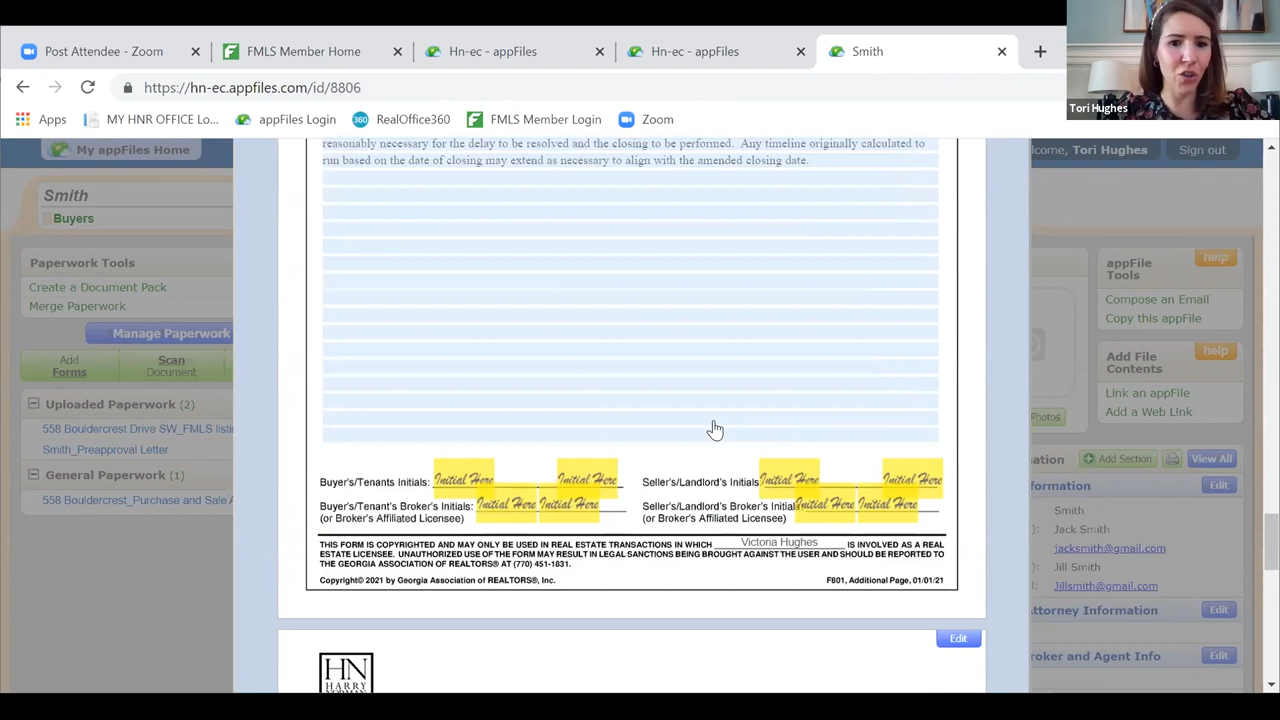 Post Attendee - Zoom
FMLS Member Home
Hn-ec - appFiles
Hn-ec - appFiles
Smith
https://hn-ec.appfiles.com/id/8806
Tori Hughes
Apps
MY HNR OFFICE Lo...
appFiles Login
360
RealOffice360
FMLS Member Login
Zoom
My appFiles Home
lcome, Tori Hughes
Sign out
Smith
Buyers
Paperwork Tools
Create a Document Pack
Merge Paperwork
Manage Paperwork
Add Forms
Scan Document
Uploaded Paperwork (2)
558 Bouldercrest Drive SW_FMLS listi
Smith_Preapproval Letter
General Paperwork (1)
558 Bouldercrest_Purchase and Sale A
reasonably necessary for the delay to be resolved and the closing to be performed. Any timeline originally calculated to
run based on the date of closing may extend as necessary to align with the amended closing date.
Buyer's/Tenants Initials: Initial Here Initial Here Seller's/Landlord's Initials Initial Here Initial Here
Buyer's/Tenant's Broker's Initials: Initial Here Initial Here Seller's/Landlord's Broker's Initial Initial Here Initial Here
(or Broker's Affiliated Licensee) (or Broker's Affiliated Licensee)
THIS FORM IS COPYRIGHTED AND MAY ONLY BE USED IN REAL ESTATE TRANSACTIONS IN WHICH Victoria Hughes IS INVOLVED AS A REAL
ESTATE LICENSEE. UNAUTHORIZED USE OF THE FORM MAY RESULT IN LEGAL SANCTIONS BEING BROUGHT AGAINST THE USER AND SHOULD BE REPORTED TO
THE GEORGIA ASSOCIATION OF REALTORS® AT (770) 451-1831.
Copyright© 2021 by Georgia Association of REALTORS®, Inc. F801, Additional Page, 01/01/21
Edit
HN
HARRY
appFile Tools
help
Compose an Email
Copy this appFile
Add File Contents
help
Link an appFile
Add a Web Link
Photos
mation
Add Section
View All
nformation
Edit
Smith
Jack Smith
jacksmith@gmail.com
Jill Smith
Jillsmith@gmail.com
Attorney Information
Edit
roker and Agent Info
Edit